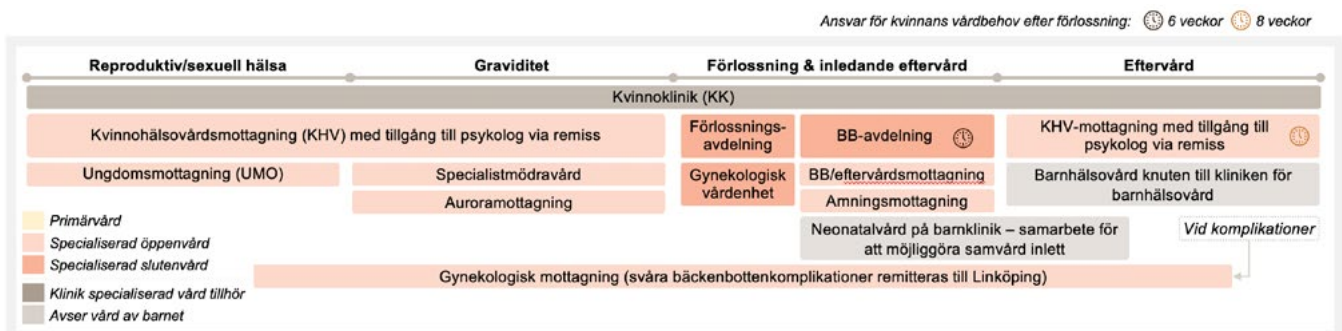 Ansvar för kvinnans vårdbehov efter förlossning: 6 veckor 8 veckor
Reproduktiv/sexuell hälsa
Graviditet
Förlossning & inledande eftervård
Eftervård
Kvinnoklinik (KK)
Kvinnohälsovårdsmottagning (KHV) med tillgång till psykolog via remiss
Förlossnings-
avdelning
BB-avdelning
KHV-mottagning med tillgång till
psykolog via remiss
Ungdomsmottagning (UMO)
Specialistmödravård
Gynekologisk
vårdenhet
BB/eftervårdsmottagning
Barnhälsovård knuten till kliniken för
barnhälsovård
Auroramottagning
Amningsmottagning
Primärvård
Specialiserad öppenvård
Specialiserad slutenvård
Klinik specialiserad vård tillhör
Avser vård av barnet
Neonatalvård på barnklinik – samarbete för
att möjliggöra samvård inlett
Vid komplikationer
Gynekologisk mottagning (svåra bäckenbottenkomplikationer remitteras till Linköping)